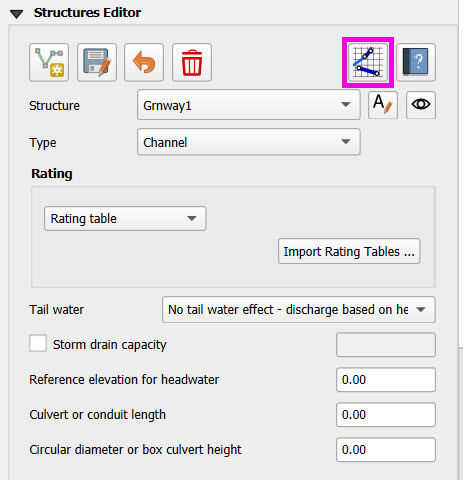 Structures Editor
?
Structure Grnway1 A
Type Channel
Rating
Rating table
Import Rating Tables ...
Tail water No tail water effect - discharge based on he
Storm drain capacity
Reference elevation for headwater 0.00
Culvert or conduit length 0.00
Circular diameter or box culvert height 0.00